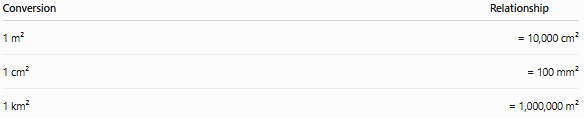 Conversion Relationship
1 m² = 10,000 cm²
1 cm² = 100 mm²
1 km² = 1,000,000 m²